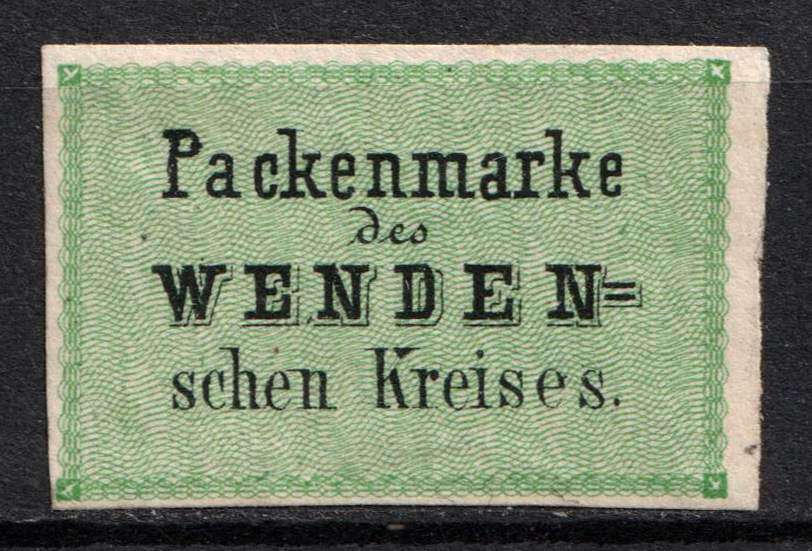 Packenmarke
des
WENDEN=
schen Kreises.